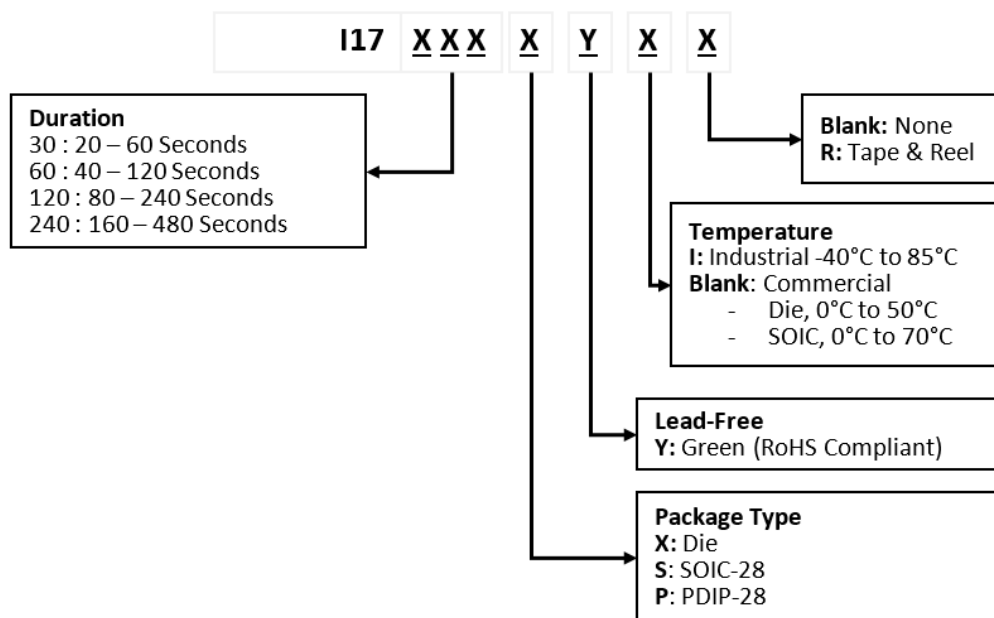 I17 X X X X Y X X
Duration
30 : 20 – 60 Seconds
60 : 40 – 120 Seconds
120 : 80 – 240 Seconds
240 : 160 – 480 Seconds
Blank: None
R: Tape & Reel
Temperature
I: Industrial -40°C to 85°C
Blank: Commercial
- Die, 0°C to 50°C
- SOIC, 0°C to 70°C
Lead-Free
Y: Green (RoHS Compliant)
Package Type
X: Die
S: SOIC-28
P: PDIP-28